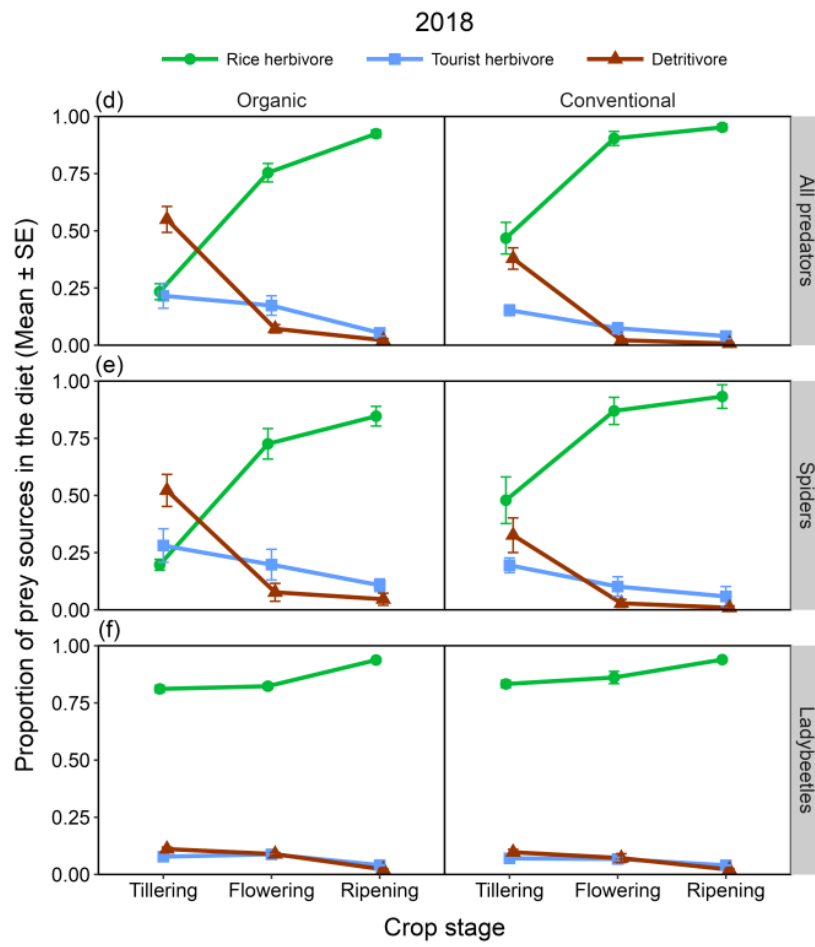 2018
Rice herbivore Tourist herbivore Detritivore
(d) Organic Conventional
1.00
0.75
0.50
0.25
0.00
All predators
(e)
1.00
0.75
0.50
0.25
0.00
Spiders
(f)
1.00
0.75
0.50
0.25
0.00
Ladybeetles
Proportion of prey sources in the diet (Mean ± SE)
Tillering Flowering Ripening Tillering Flowering Ripening
Crop stage